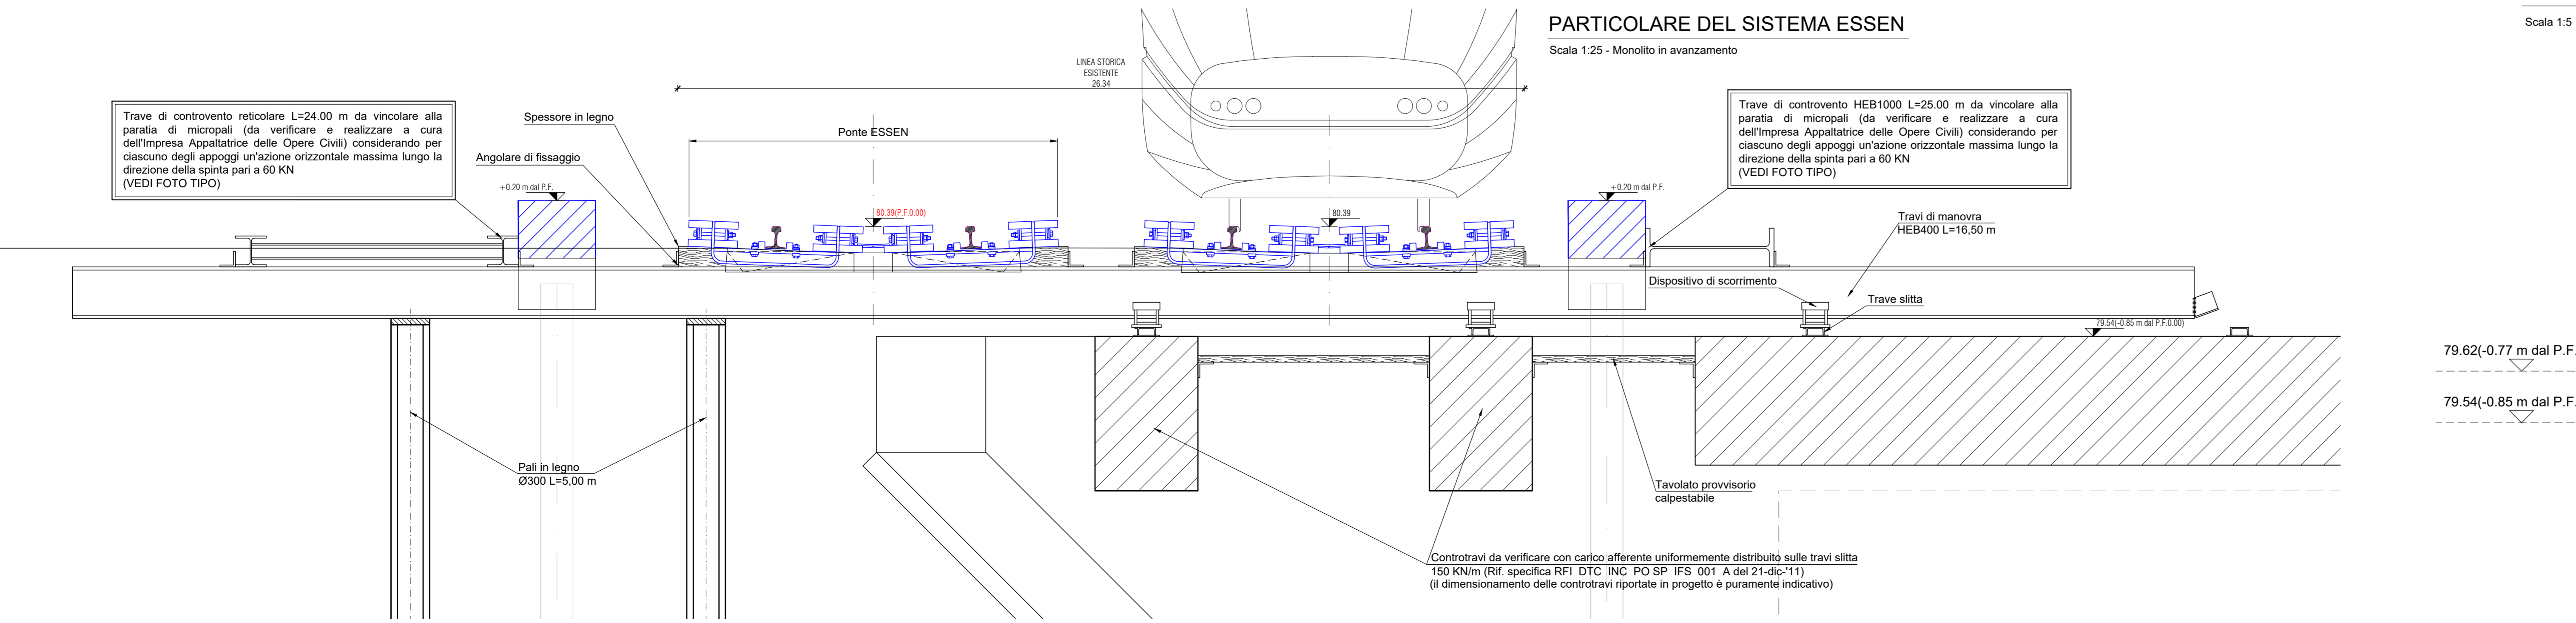 PARTICOLARE DEL SISTEMA ESSEN
Scala 1:25 - Monolito in avanzamento
Scala 1:5
LINEA STORICA
ESISTENTE
26.34
Trave di controvento reticolare L=24.00 m da vincolare alla
paratia di micropali (da verificare e realizzare a cura
dell'Impresa Appaltatrice delle Opere Civili) considerando per
ciascuno degli appoggi un'azione orizzontale massima lungo la
direzione della spinta pari a 60 KN
(VEDI FOTO TIPO)
Spessore in legno
Ponte ESSEN
Angolare di fissaggio
+0.20 m dal P.F.
80.39(P.F.0.00)
80.39
+0.20 m dal P.F.
Trave di controvento HEB1000 L=25.00 m da vincolare alla
paratia di micropali (da verificare e realizzare a cura
dell'Impresa Appaltatrice delle Opere Civili) considerando per
ciascuno degli appoggi un'azione orizzontale massima lungo la
direzione della spinta pari a 60 KN
(VEDI FOTO TIPO)
Travi di manovra
HEB400 L=16,50 m
Dispositivo di scorrimento
Trave slitta
79.54(-0.85 m dal P.F.0.00)
79.62(-0.77 m dal P.F.
79.54(-0.85 m dal P.F.
Pali in legno
Ø300 L=5,00 m
Tavolato provvisorio
calpestabile
Controtravi da verificare con carico afferente uniformemente distribuito sulle travi slitta
150 KN/m (Rif. specifica RFI DTC INC PO SP IFS 001 A del 21-dic-'11)
(il dimensionamento delle controtravi riportate in progetto è puramente indicativo)